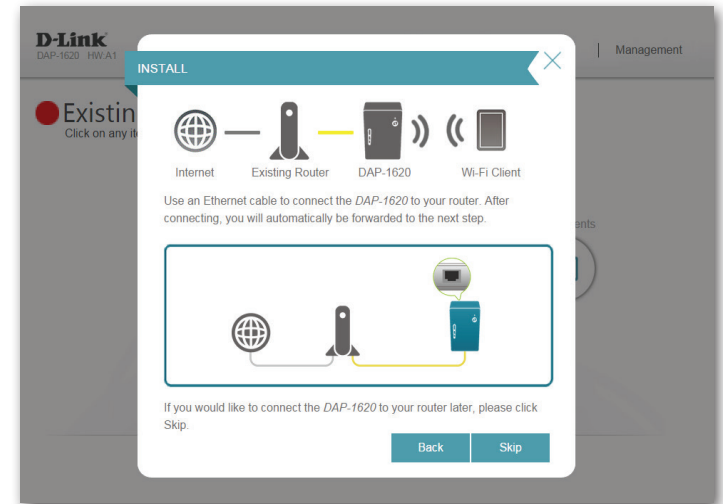 D-Link
DAP-1620 HW:A1
Management
INSTALL
Existin
Click on any
Internet Existing Router DAP-1620 Wi-Fi Client
Use an Ethernet cable to connect the DAP-1620 to your router. After
connecting, you will automatically be forwarded to the next step.
ents
If you would like to connect the DAP-1620 to your router later, please click
Skip.
Back Skip